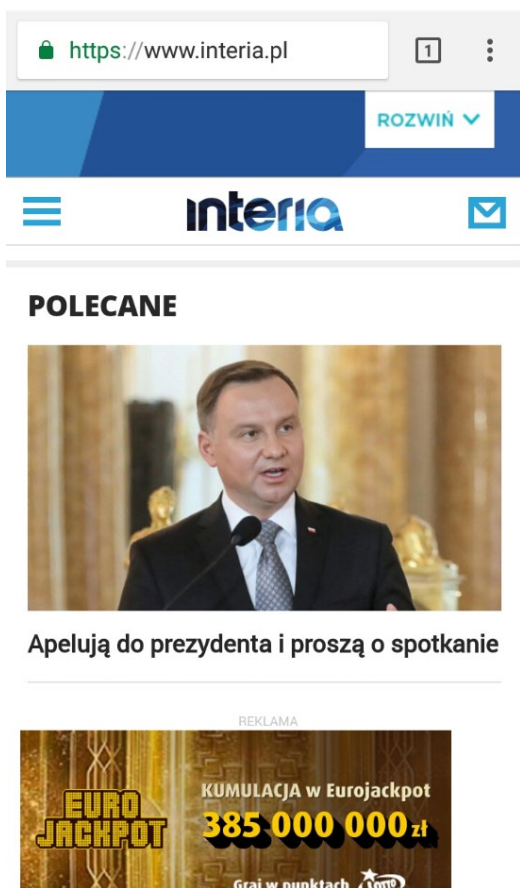 https://www.interia.pl
1
ROZWIŃ
interia
POLECANE
Apelują do prezydenta i proszą o spotkanie
REKLAMA
EURO
JACKPOT
KUMULACJA w Eurojackpot
385 000 000 zł
Graj w punktach LOTTO